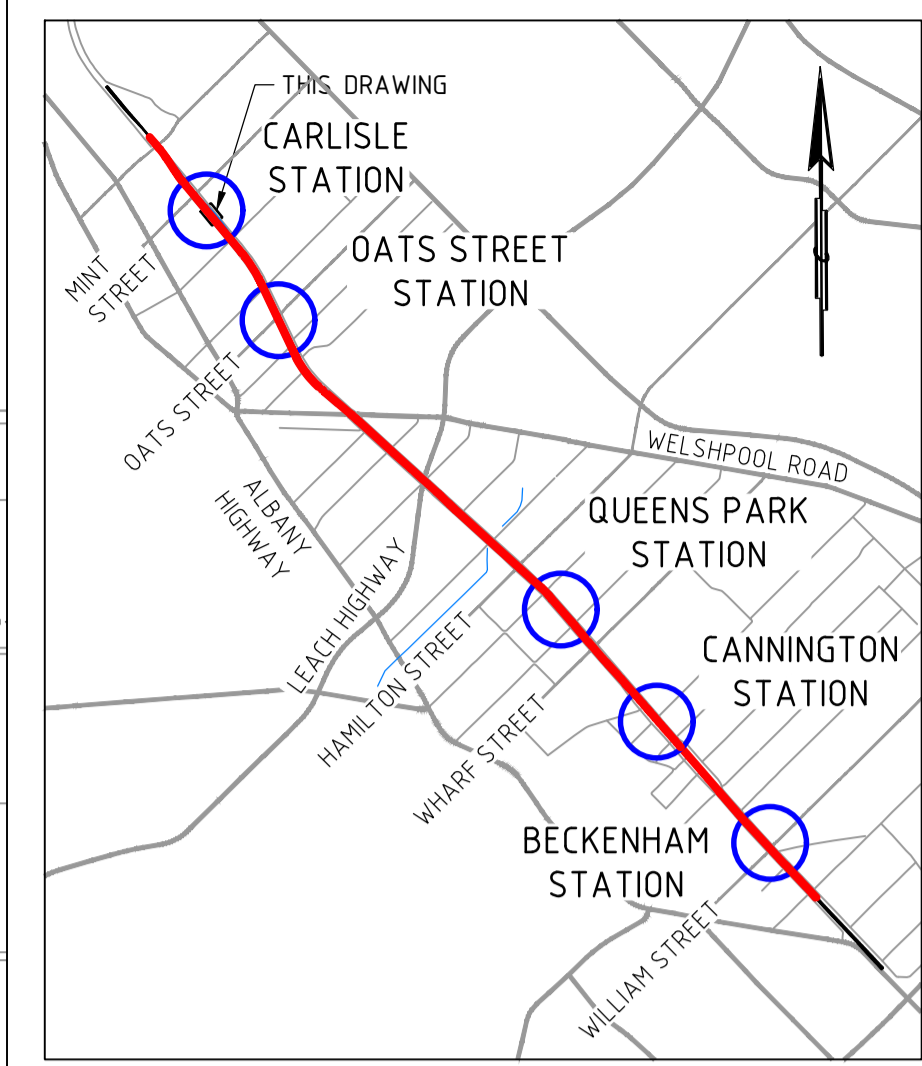 THIS DRAWING
CARLISLE
STATION
OATS STREET
STATION
MINT
STREET
OATS STREET
ALBANY
HIGHWAY
WELSHPOOL ROAD
QUEENS PARK
STATION
LEACH HIGHWAY
HAMILTON STREET
CANNINGTON
STATION
WHARF STREET
BECKENHAM
STATION
WILLIAM STREET